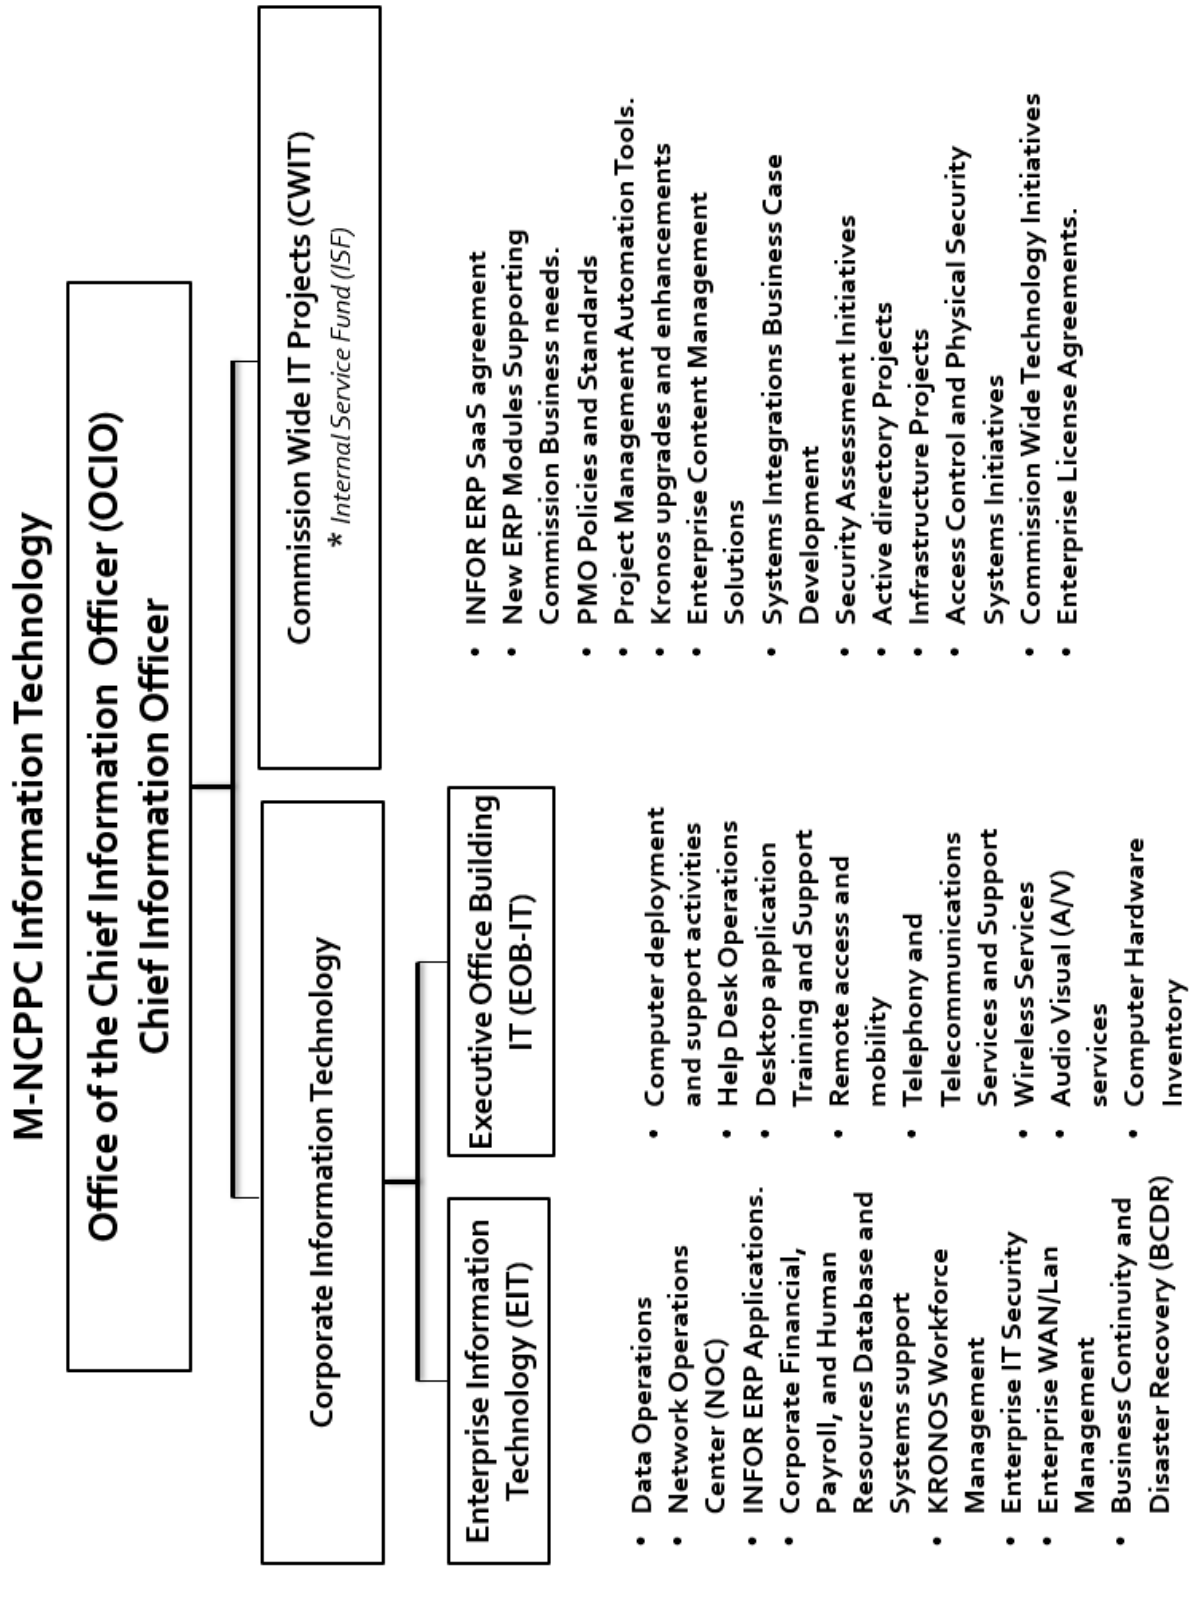 M-NCPPC Information Technology
Office of the Chief Information Officer (OCIO)
Chief Information Officer
Corporate Information Technology
Commission Wide IT Projects (CWIT)
* Internal Service Fund (ISF)
Enterprise Information
Technology (EIT)
Executive Office Building
IT (EOB-IT)
• Data Operations
• Network Operations
Center (NOC)
• INFOR ERP Applications.
• Corporate Financial,
Payroll, and Human
Resources Database and
Systems support
• KRONOS Workforce
Management
• Enterprise IT Security
• Enterprise WAN/Lan
Management
• Business Continuity and
Disaster Recovery (BCDR)
• Computer deployment
and support activities
• Help Desk Operations
• Desktop application
Training and Support
• Remote access and
mobility
• Telephony and
Telecommunications
Services and Support
• Wireless Services
• Audio Visual (A/V)
services
• Computer Hardware
Inventory
• INFOR ERP SaaS agreement
• New ERP Modules Supporting
Commission Business needs.
• PMO Policies and Standards
• Project Management Automation Tools.
• Kronos upgrades and enhancements
• Enterprise Content Management
Solutions
• Systems Integrations Business Case
Development
• Security Assessment Initiatives
• Active directory Projects
• Infrastructure Projects
• Access Control and Physical Security
Systems Initiatives
• Commission Wide Technology Initiatives
• Enterprise License Agreements.